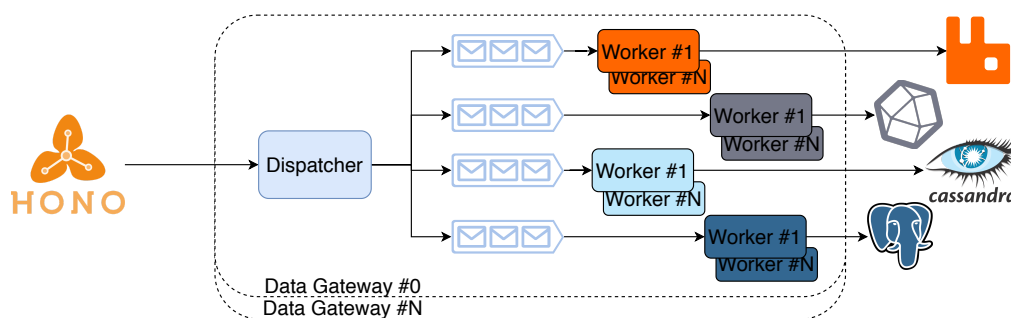 Worker #1
Worker #N
Worker #1
Worker #N
HONO
Dispatcher
Worker #1
Worker #N
cassandra
Worker #1
Worker #N
Data Gateway #0
Data Gateway #N